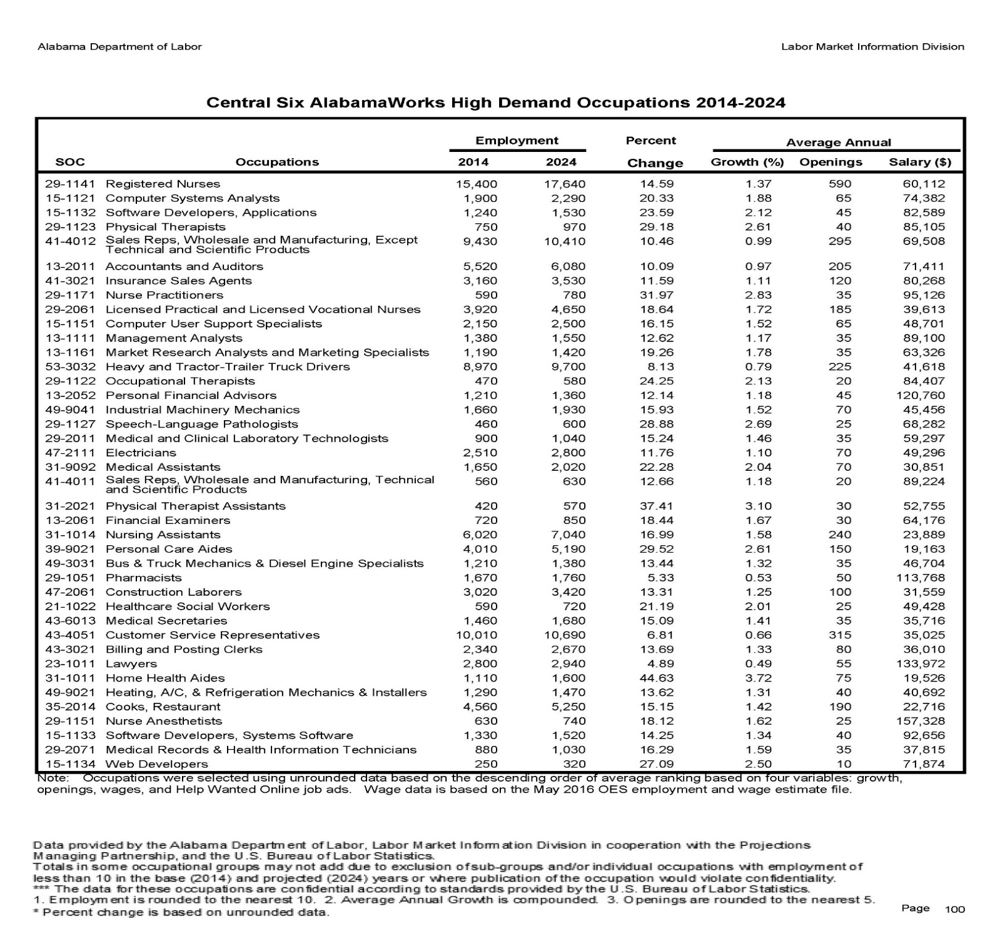 Alabama Department of Labor Labor Market Information Division
Central Six AlabamaWorks High Demand Occupations 2014-2024
Employment Percent Average Annual
SOC Occupations 2014 2024 Change Growth (%) Openings Salary ($)
29-1141 Registered Nurses 15,400 17,640 14.59 1.37 590 60,112
15-1121 Computer Systems Analysts 1,900 2,290 20.33 1.88 65 74,382
15-1132 Software Developers, Applications 1,240 1,530 23.59 2.12 45 82,589
29-1123 Physical Therapists 750 970 29.18 2.61 40 85,105
41-4012 Sales Reps, Wholesale and Manufacturing, Except 9,430 10,410 10.46 0.99 295 69,508
Technical and Scientific Products
13-2011 Accountants and Auditors 5,520 6,080 10.09 0.97 205 71,411
41-3021 Insurance Sales Agents 3,160 3,530 11.59 1.11 120 80,268
29-1171 Nurse Practitioners 590 780 31.97 2.83 35 95,126
29-2061 Licensed Practical and Licensed Vocational Nurses 3,920 4,650 18.64 1.72 185 39,613
15-1151 Computer User Support Specialists 2,150 2,500 16.15 1.52 65 48,701
13-1111 Management Analysts 1,380 1,550 12.62 1.17 35 89,100
13-1161 Market Research Analysts and Marketing Specialists 1,190 1,420 19.26 1.78 35 63,326
53-3032 Heavy and Tractor-Trailer Truck Drivers 8,970 9,700 8.13 0.79 225 41,618
29-1122 Occupational Therapists 470 580 24.25 2.13 20 84,407
13-2052 Personal Financial Advisors 1,210 1,360 12.14 1.18 45 120,760
49-9041 Industrial Machinery Mechanics 1,660 1,930 15.93 1.52 70 45,456
29-1127 Speech-Language Pathologists 460 600 28.88 2.69 25 68,282
29-2011 Medical and Clinical Laboratory Technologists 900 1,040 15.24 1.46 35 59,297
47-2111 Electricians 2,510 2,800 11.76 1.10 70 49,296
31-9092 Medical Assistants 1,650 2,020 22.28 2.04 70 30,851
41-4011 Sales Reps, Wholesale and Manufacturing, Technical 560 630 12.66 1.18 20 89,224
and Scientific Products
31-2021 Physical Therapist Assistants 420 570 37.41 3.10 30 52,755
13-2061 Financial Examiners 720 850 18.44 1.67 30 64,176
31-1014 Nursing Assistants 6,020 7,040 16.99 1.58 240 23,889
39-9021 Personal Care Aides 4,010 5,190 29.52 2.61 150 19,163
49-3031 Bus & Truck Mechanics & Diesel Engine Specialists 1,210 1,380 13.44 1.32 35 46,704
29-1051 Pharmacists 1,670 1,760 5.33 0.53 50 113,768
47-2061 Construction Laborers 3,020 3,420 13.31 1.25 100 31,559
21-1022 Healthcare Social Workers 590 720 21.19 2.01 25 49,428
43-6013 Medical Secretaries 1,460 1,680 15.09 1.41 35 35,716
43-4051 Customer Service Representatives 10,010 10,690 6.81 0.66 315 35,025
43-3021 Billing and Posting Clerks 2,340 2,670 13.69 1.33 80 36,010
23-1011 Lawyers 2,800 2,940 4.89 0.49 55 133,972
31-1011 Home Health Aides 1,110 1,600 44.63 3.72 75 19,526
49-9021 Heating, A/C, & Refrigeration Mechanics & Installers 1,290 1,470 13.62 1.31 40 40,692
35-2014 Cooks, Restaurant 4,560 5,250 15.15 1.42 190 22,716
29-1151 Nurse Anesthetists 630 740 18.12 1.62 25 157,328
15-1133 Software Developers, Systems Software 1,330 1,520 14.25 1.34 40 92,656
29-2071 Medical Records & Health Information Technicians 880 1,030 16.29 1.59 35 37,815
15-1134 Web Developers 250 320 27.09 2.50 10 71,874
Note: Occupations were selected using unrounded data based on the descending order of average ranking based on four variables: growth,
openings, wages, and Help Wanted Online job ads. Wage data is based on the May 2016 OES employment and wage estimate file.
Data provided by the Alabama Department of Labor, Labor Market Information Division in cooperation with the Projections
Managing Partnership, and the U.S. Bureau of Labor Statistics.
Totals in some occupational groups may not add due to exclusion of sub-groups and/or individual occupations with employment of
less than 10 in the base (2014) and projected (2024) years or where publication of the occupation would violate confidentiality.
*** The data for these occupations are confidential according to standards provided by the U.S. Bureau of Labor Statistics.
1. Employment is rounded to the nearest 10. 2. Average Annual Growth is compounded. 3. Openings are rounded to the nearest 5.
* Percent change is based on unrounded data.
Page 100